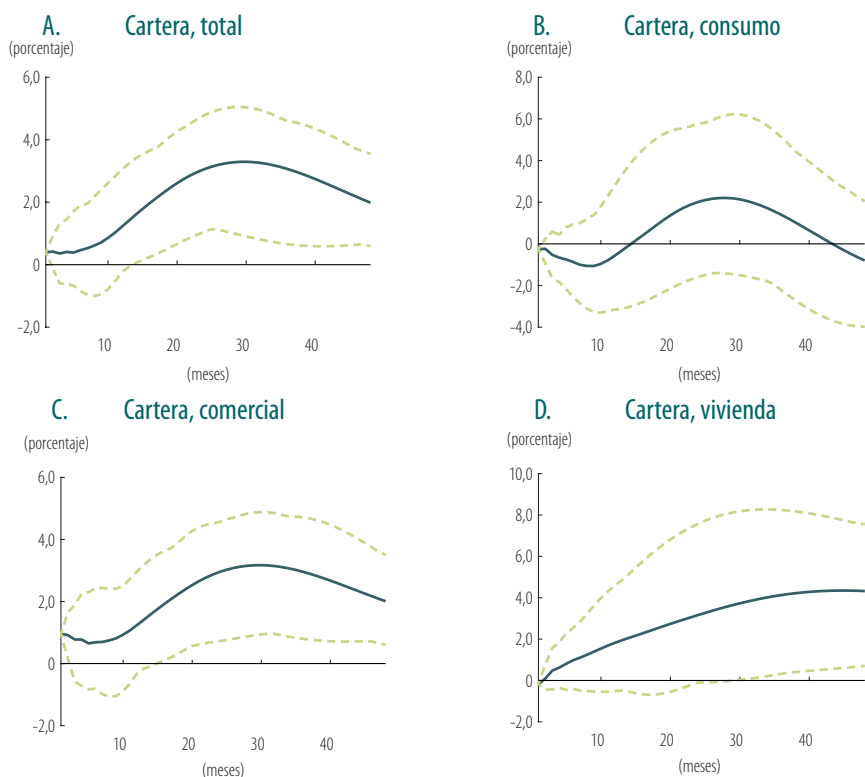 A. Cartera, total
(porcentaje)
6,0
4,0
2,0
0
-2,0
10 20 30 40
(meses)
B. Cartera, consumo
(porcentaje)
8,0
6,0
4,0
2,0
0
-2,0
-4,0
10 20 30 40
(meses)
C. Cartera, comercial
(porcentaje)
6,0
4,0
2,0
0
-2,0
10 20 30 40
(meses)
D. Cartera, vivienda
(porcentaje)
10,0
8,0
6,0
4,0
2,0
0
-2,0
10 20 30 40
(meses)